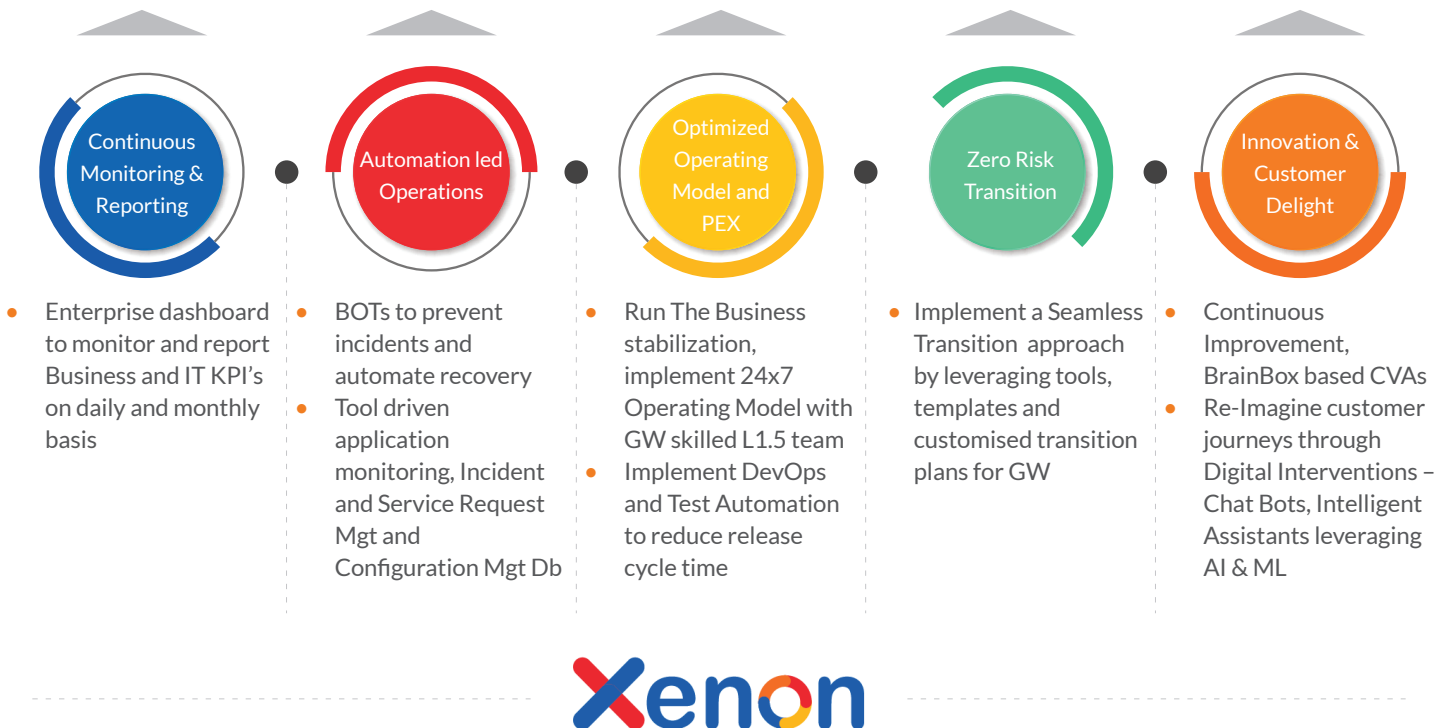 Continuous
Monitoring &
Reporting
Automation led
Operations
Optimized
Operating
Model and
PEX
Zero Risk
Transition
Innovation &
Customer
Delight
• Enterprise dashboard
to monitor and report
Business and IT KPI’s
on daily and monthly
basis
• BOTs to prevent
incidents and
automate recovery
• Tool driven
application
monitoring, Incident
and Service Request
Mgt and
Configuration Mgt Db
• Run The Business
stabilization,
implement 24x7
Operating Model with
GW skilled L1.5 team
• Implement DevOps
and Test Automation
to reduce release
cycle time
• Implement a Seamless
Transition approach
by leveraging tools,
templates and
customised transition
plans for GW
• Continuous
Improvement,
BrainBox based CVAs
• Re-Imagine customer
journeys through
Digital Interventions –
Chat Bots, Intelligent
Assistants leveraging
AI & ML
Xenon